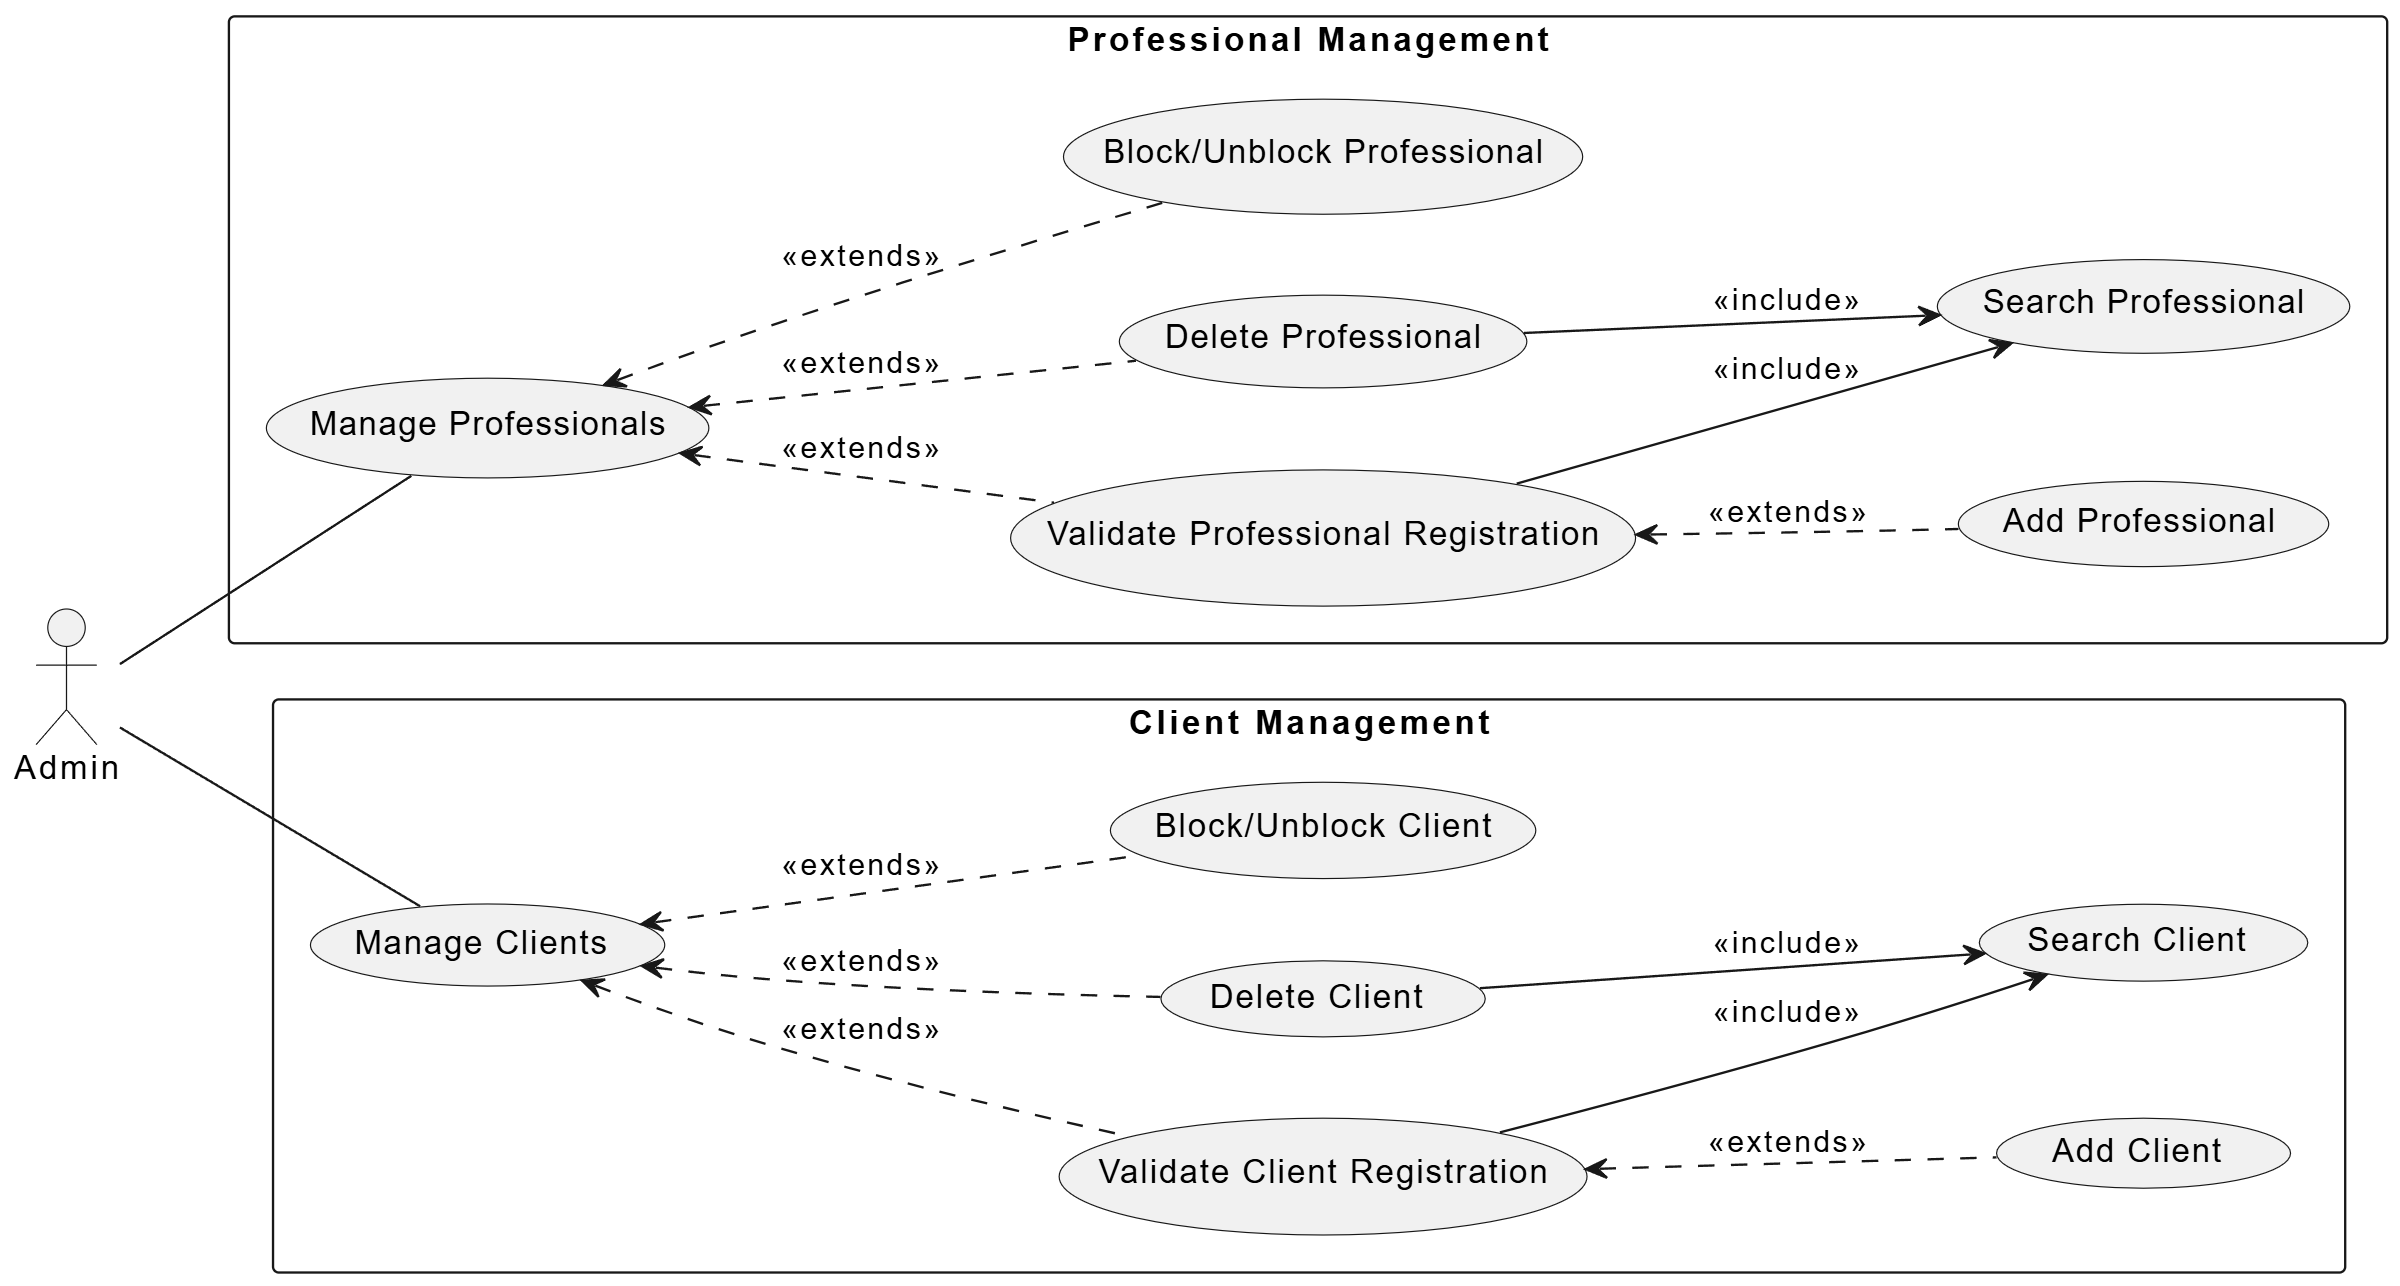 Professional Management
Block/Unblock Professional
«extends»
«include»
Search Professional
Delete Professional
«extends»
«include»
Manage Professionals
«extends»
«extends»
Add Professional
Validate Professional Registration
Admin
Client Management
Block/Unblock Client
«extends»
Manage Clients
«include»
Search Client
«extends»
Delete Client
«include»
«extends»
«extends»
Add Client
Validate Client Registration